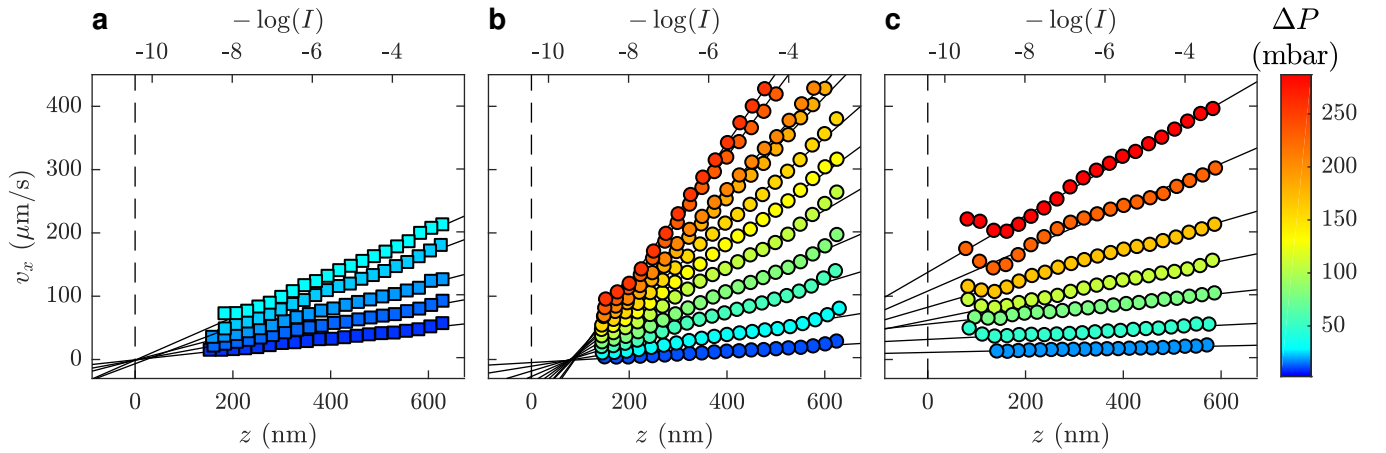 a
− log(I)
-10 -8 -6 -4
b
− log(I)
-10 -8 -6 -4
c
− log(I)
-10 -8 -6 -4
ΔP
(mbar)
v_x (μm/s)
400
300
200
100
0
0 200 400 600
z (nm)
0 200 400 600
z (nm)
0 200 400 600
z (nm)
250
200
150
100
50